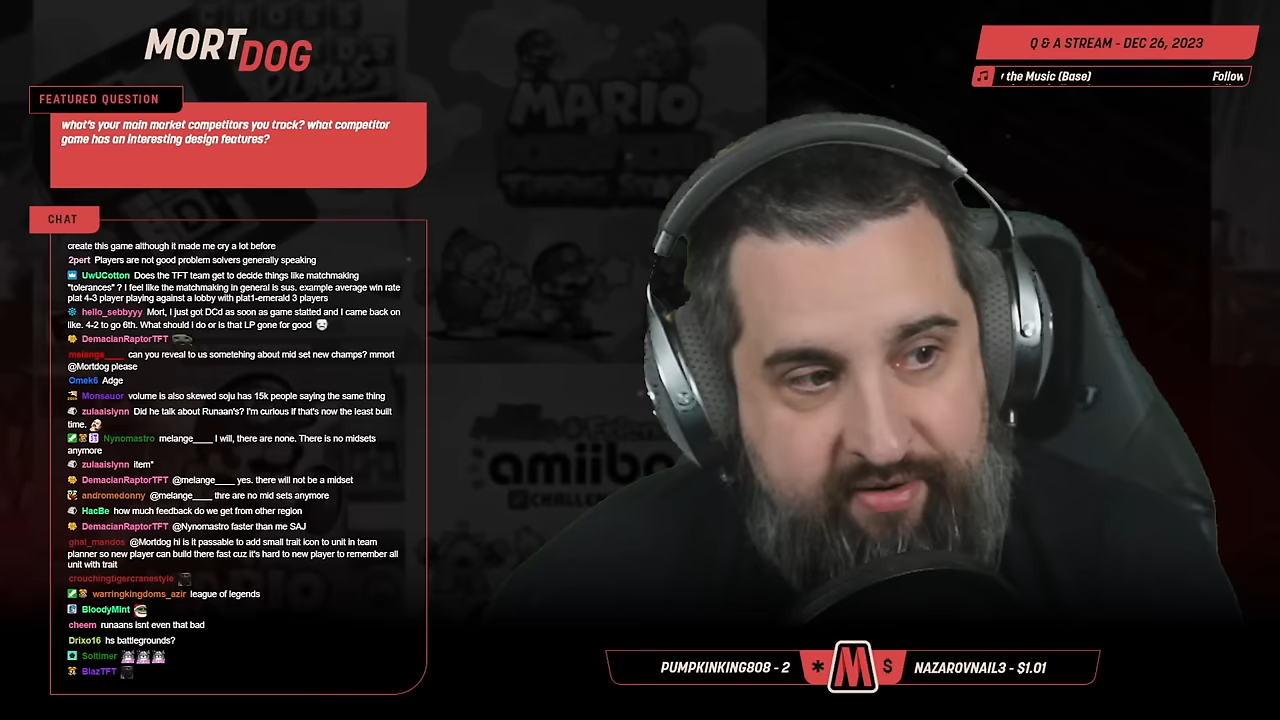 MORTDOG
Q & A STREAM - DEC 26, 2023
the Music (Base)
Follow
FEATURED QUESTION
what's your main market competitors you track? what competitor
game has an interesting design features?
CHAT
create this game although it made me cry a lot before
2pert Players are not good problem solvers generally speaking
UwUCotton Does the TFT team get to decide things like matchmaking
"tolerances" ? I feel like the matchmaking in general is sus. example average win rate
plat 4-3 player playing against a lobby with plat1-emerald 3 players
hello_sebbyyy Mort, I just got DCd as soon as game statted and I came back on
like. 4-2 to go 6th. What should I do or is that LP gone for good
DemacianRaptorTFT
melange____ can you reveal to us sometehing about mid set new champs? mmort
@Mortdog please
Omek6 Adge
Monsauor volume is also skewed soju has 15k people saying the same thing
zulaaislynn Did he talk about Runaan's? I'm curious if that's now the least built
time.
Nynomastro melange____ I will, there are none. There is no midsets
anymore
zulaaislynn item*
DemacianRaptorTFT @melange____ yes. there will not be a midset
andromedonny @melange____ thre are no mid sets anymore
HacBe how much feedback do we get from other region
DemacianRaptorTFT @Nynomastro faster than me SAJ
ghal_mandos @Mortdog hi is it passable to add small trait icon to unit in team
planner so new player can build there fast cuz it's hard to new player to remember all
unit with trait
crouchingtigercranestyle
warringkingdoms_azir league of legends
BloodyMint
cheem runaans isnt even that bad
Drixo16 hs battlegrounds?
Soltimer
BlazTFT
MARIO
amiibo
CHALLENGE
PUMPKINKING808 - 2
* M $
NAZAROVNAIL3 - $1.01